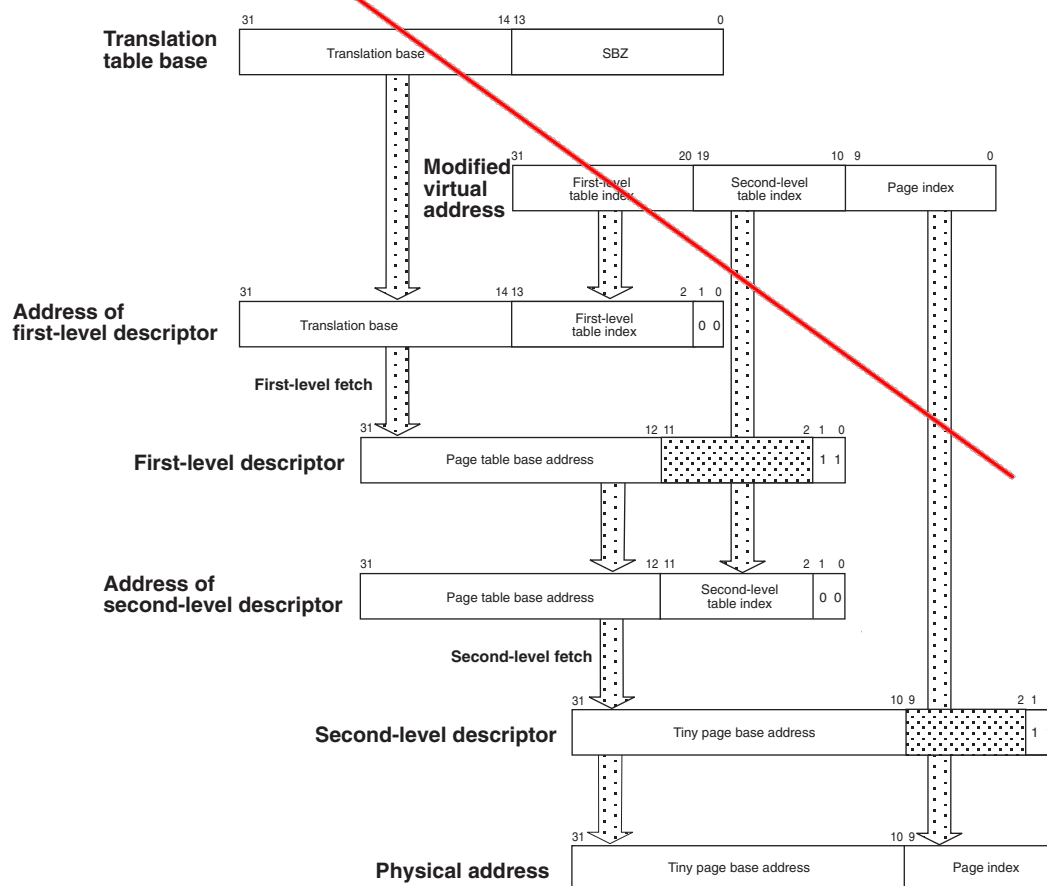 31 14 13 0
Translation
table base
Translation base SBZ
31 20 19 10 9 0
Modified
virtual
address
First-level
table index
Second-level
table index
Page index
31 14 13 2 1 0
Address of
first-level descriptor
Translation base
First-level
table index
0 0
First-level fetch
31 12 11 2 1 0
First-level descriptor
Page table base address
1 1
31 12 11 2 1 0
Address of
second-level descriptor
Page table base address
Second-level
table index
0 0
Second-level fetch
31 10 9 2 1
Second-level descriptor
Tiny page base address
1
31 10 9
Physical address
Tiny page base address Page index